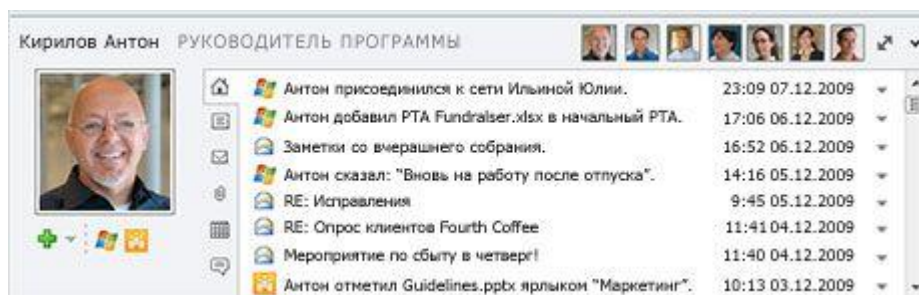 Кирилов Антон РУКОВОДИТЕЛЬ ПРОГРАММЫ
Антон присоединился к сети Ильиной Юлии. 23:09 07.12.2009
Антон добавил PTA Fundraiser.xlsx в начальный PTA. 17:06 06.12.2009
Заметки со вчерашнего собрания. 16:52 06.12.2009
Антон сказал: "Вновь на работу после отпуска". 14:16 05.12.2009
RE: Исправления 9:45 05.12.2009
RE: Опрос клиентов Fourth Coffee 11:41 04.12.2009
Мероприятие по сбыту в четверг! 11:40 04.12.2009
Антон отметил Guidelines.pptx ярлыком "Маркетинг". 10:13 03.12.2009